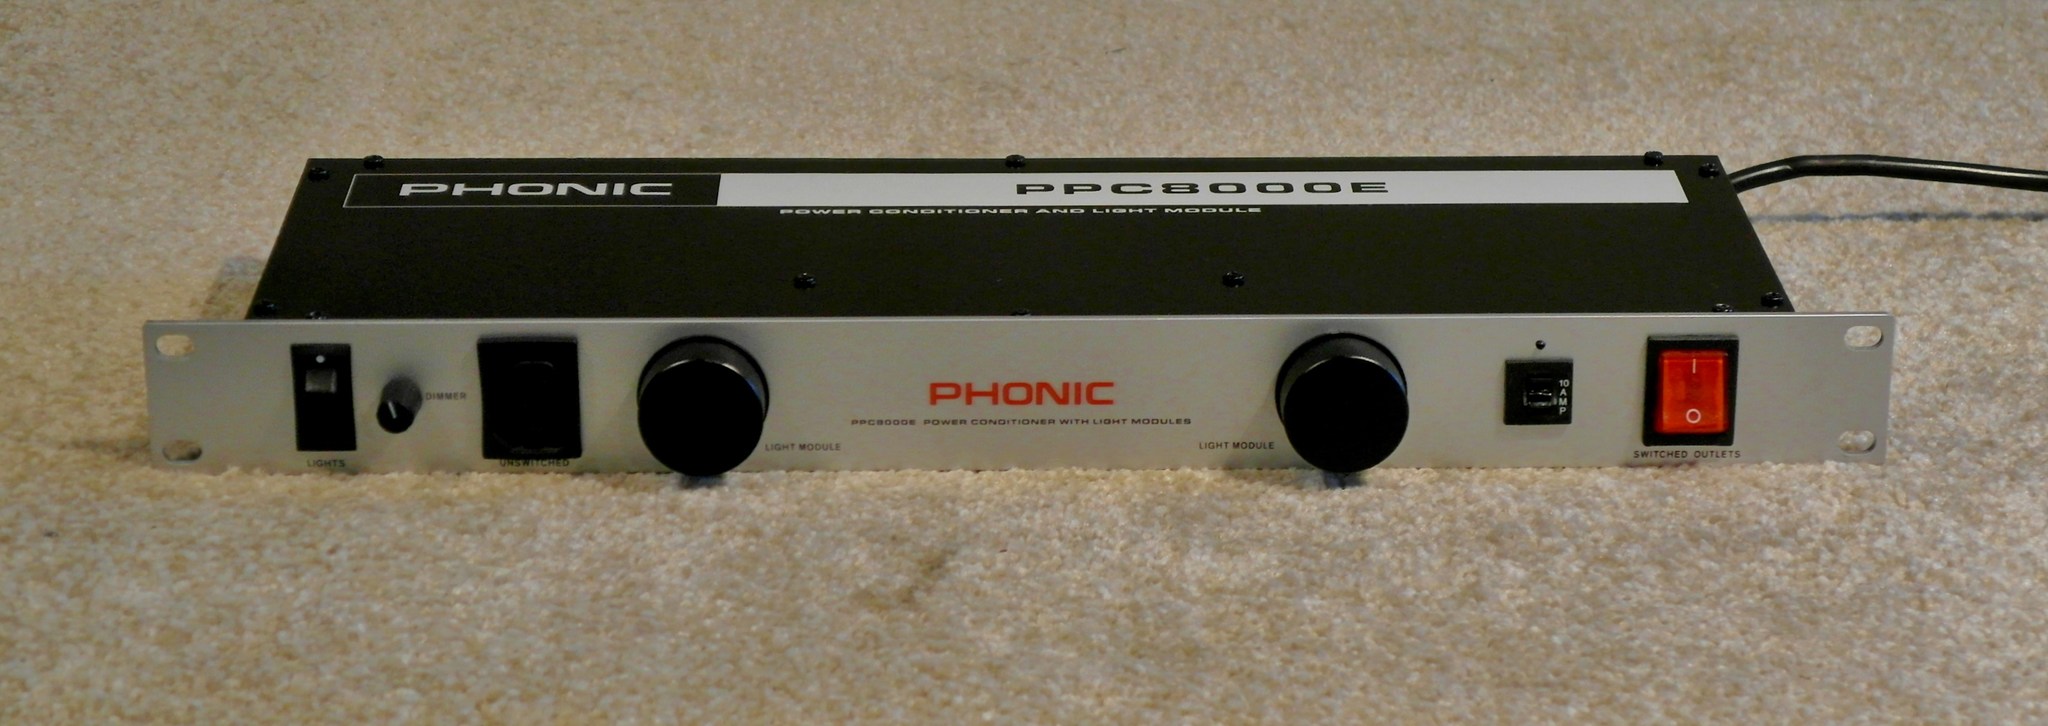 PHONIC
PPC8000E
POWER CONDITIONER AND LIGHT MODULE
DIMMER
LIGHTS
UNSWITCHED
LIGHT MODULE
PHONIC
PPC8000E POWER CONDITIONER WITH LIGHT MODULES
LIGHT MODULE
10
AMP
I
O
SWITCHED OUTLETS